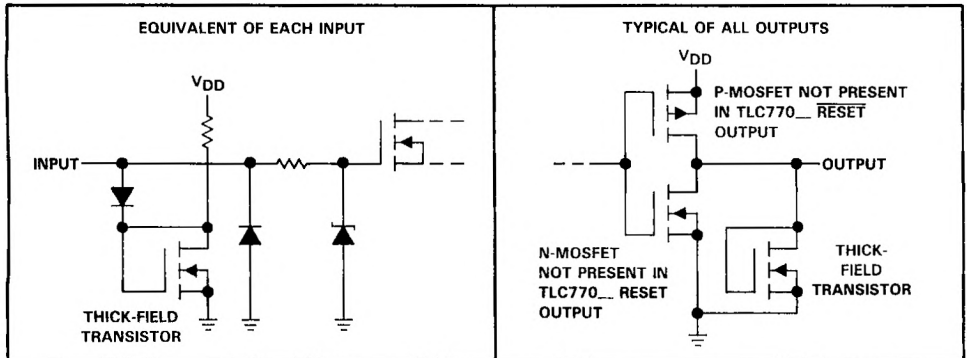 EQUIVALENT OF EACH INPUT
VDD
INPUT
THICK-FIELD
TRANSISTOR
TYPICAL OF ALL OUTPUTS
VDD
P-MOSFET NOT PRESENT
IN TLC770__ RESET
OUTPUT
OUTPUT
N-MOSFET
NOT PRESENT IN
TLC770__ RESET
OUTPUT
THICK-
FIELD
TRANSISTOR